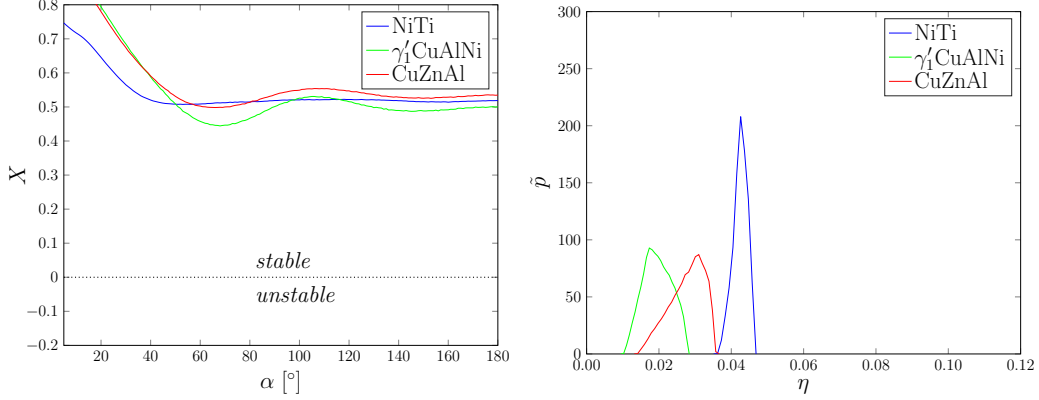 0.8
0.7
0.6
0.5
0.4
0.3
0.2
0.1
0
−0.1
−0.2
X
20
40
60
80
100
120
140
160
180
α [°]
NiTi
γ′₁CuAlNi
CuZnAl
stable
unstable
300
250
200
150
100
50
0
p̃
0.00
0.02
0.04
0.06
0.08
0.10
0.12
η
NiTi
γ′₁CuAlNi
CuZnAl